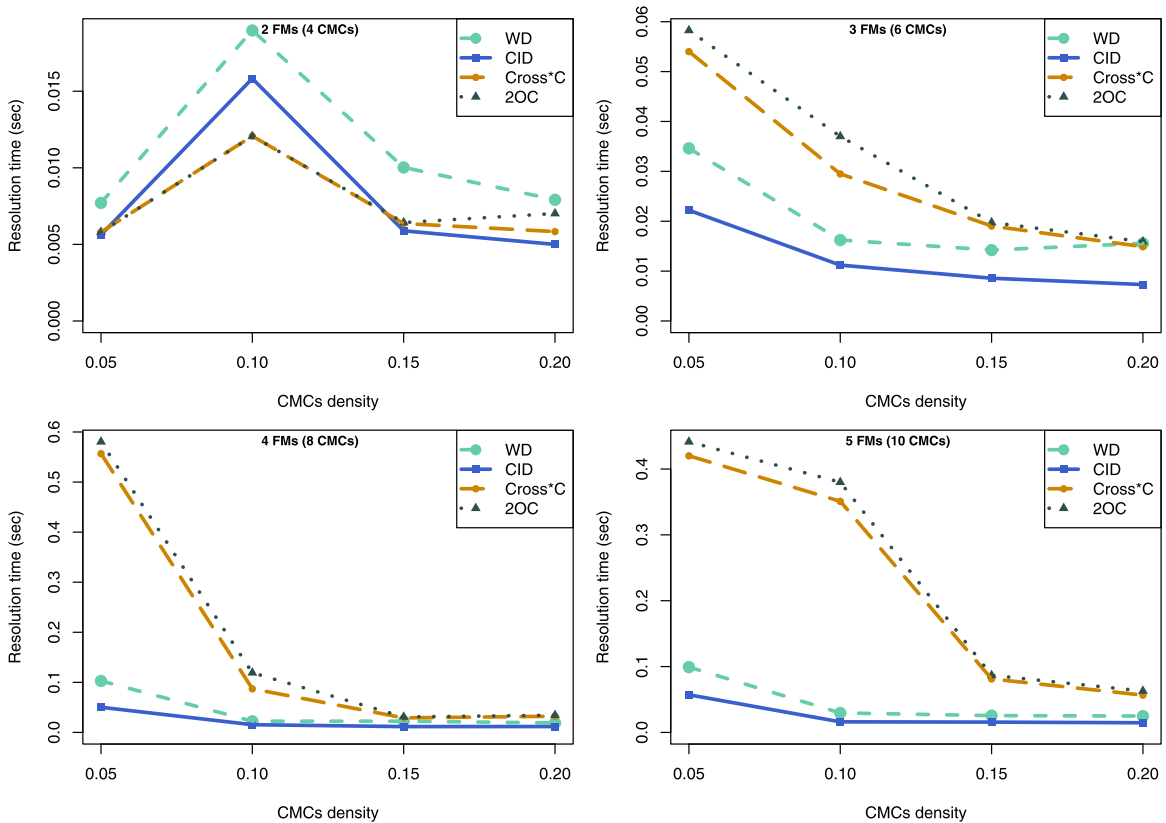 2 FMs (4 CMCs)
WD
CID
Cross*C
2OC
Resolution time (sec)
0.015
0.010
0.005
0.000
0.05 0.10 0.15 0.20
CMCs density
3 FMs (6 CMCs)
WD
CID
Cross*C
2OC
Resolution time (sec)
0.06
0.05
0.04
0.03
0.02
0.01
0.00
0.05 0.10 0.15 0.20
CMCs density
4 FMs (8 CMCs)
WD
CID
Cross*C
2OC
Resolution time (sec)
0.6
0.5
0.4
0.3
0.2
0.1
0.0
0.05 0.10 0.15 0.20
CMCs density
5 FMs (10 CMCs)
WD
CID
Cross*C
2OC
Resolution time (sec)
0.4
0.3
0.2
0.1
0.0
0.05 0.10 0.15 0.20
CMCs density